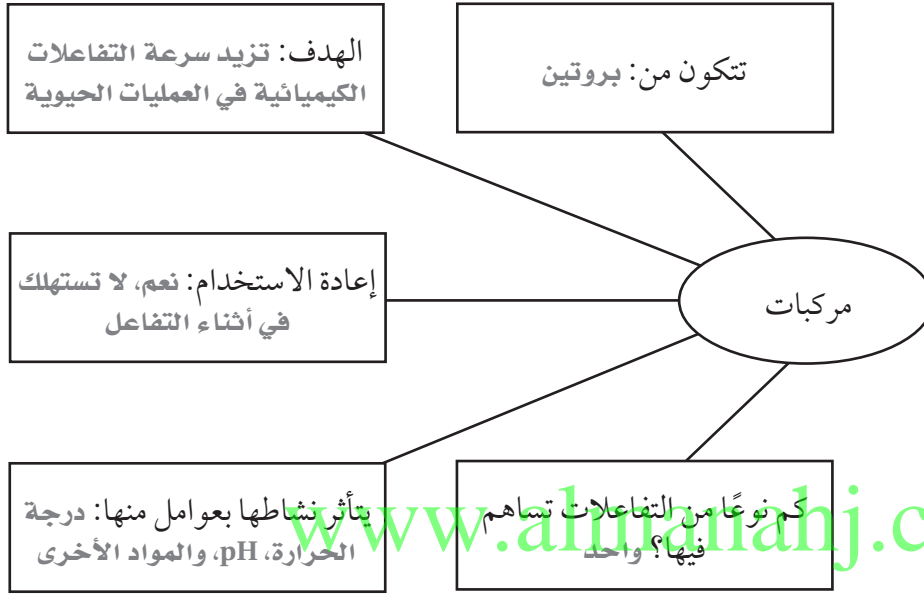 تتكون من: بروتين
الهدف: تزيد سرعة التفاعلات
الكيميائية في العمليات الحيوية
مركبات
إعادة الاستخدام: نعم، لا تستهلك
في أثناء التفاعل
كم نوعًا من التفاعلات تساهم
فيها؟ واحد
يتأثر نشاطها بعوامل منها: درجة
الحرارة، pH، والمواد الأخرى
www.almanahj.c